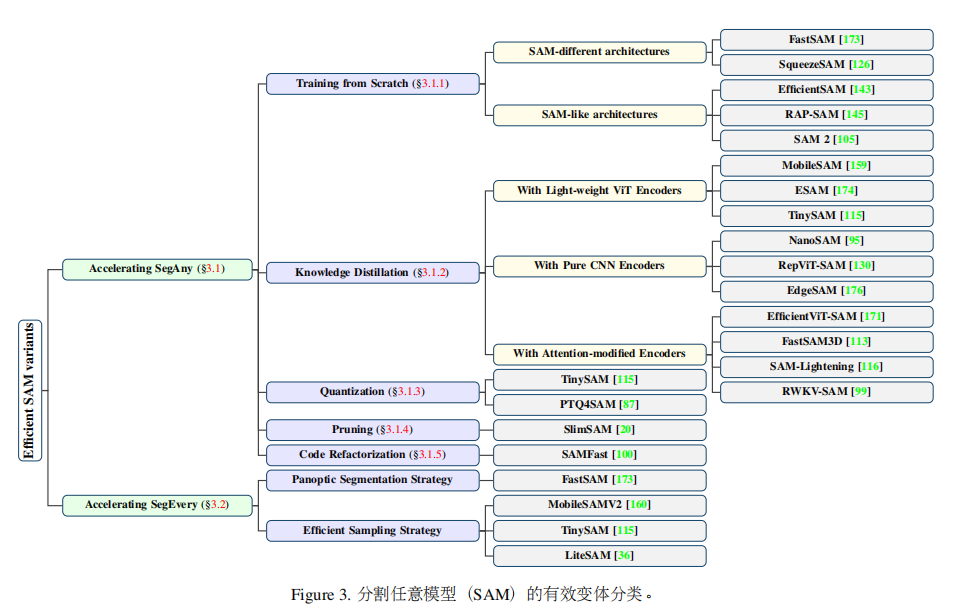 Efficient SAM variants
Accelerating SegAny (§3.1)
Training from Scratch (§3.1.1)
SAM-different architectures
FastSAM [173]
SqueezeSAM [126]
SAM-like architectures
EfficientSAM [143]
RAP-SAM [145]
SAM 2 [105]
Knowledge Distillation (§3.1.2)
With Light-weight ViT Encoders
MobileSAM [159]
ESAM [174]
TinySAM [115]
With Pure CNN Encoders
NanoSAM [95]
RepViT-SAM [130]
EdgeSAM [176]
With Attention-modified Encoders
EfficientViT-SAM [171]
FastSAM3D [113]
SAM-Lightening [116]
RWKV-SAM [99]
Quantization (§3.1.3)
TinySAM [115]
PTQ4SAM [87]
Pruning (§3.1.4)
SlimSAM [20]
Code Refactorization (§3.1.5)
SAMFast [100]
Accelerating SegEvery (§3.2)
Panoptic Segmentation Strategy
FastSAM [173]
Efficient Sampling Strategy
MobileSAMV2 [160]
TinySAM [115]
LiteSAM [36]
Figure 3. 分割任意模型（SAM）的有效变体分类。